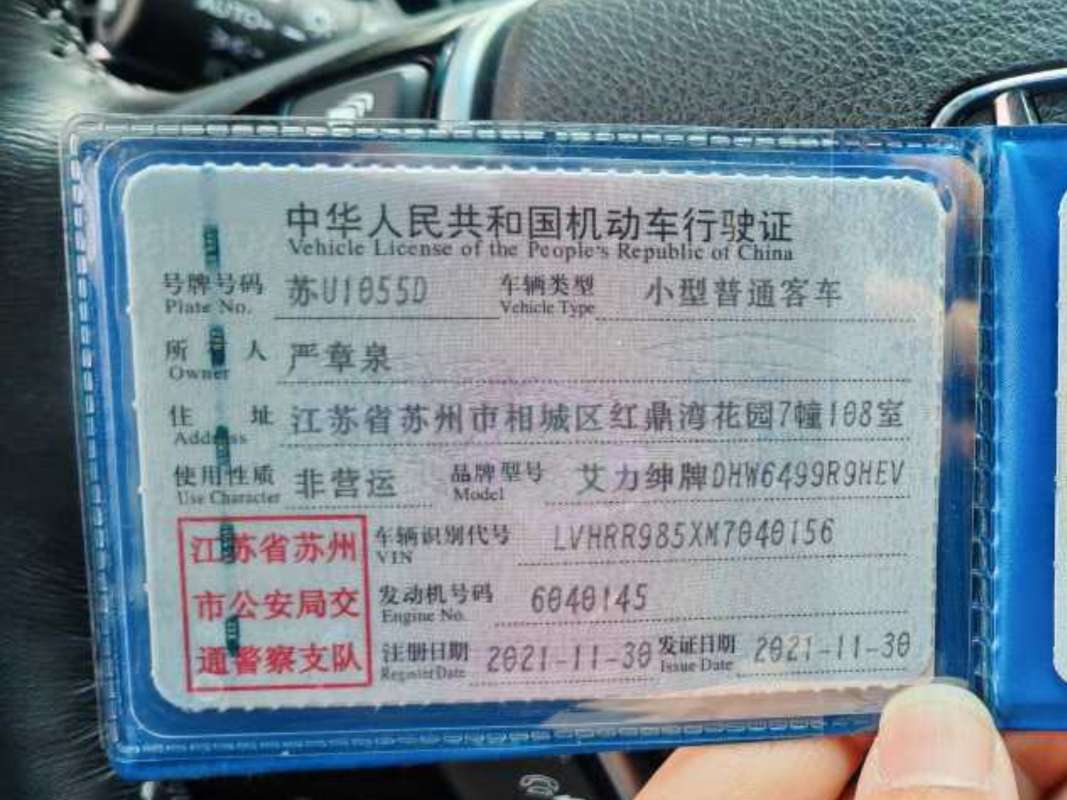 AUTO
中华人民共和国机动车行驶证
Vehicle License of the People's Republic of China
号牌号码 苏U1055D 车辆类型 小型普通客车
Plate No. Vehicle Type
所有人 严章泉
Owner
住址 江苏省苏州市相城区红鼎湾花园7幢108室
Address
使用性质 非营运 品牌型号 艾力绅牌DHW6499R9HEV
Use Character Model
江苏省苏州 车辆识别代号 LVHRR985XM7040156
VIN
市公安局交 发动机号码 6040145
Engine No.
通警察支队 注册日期 2021-11-30 发证日期 2021-11-30
Register Date Issue Date